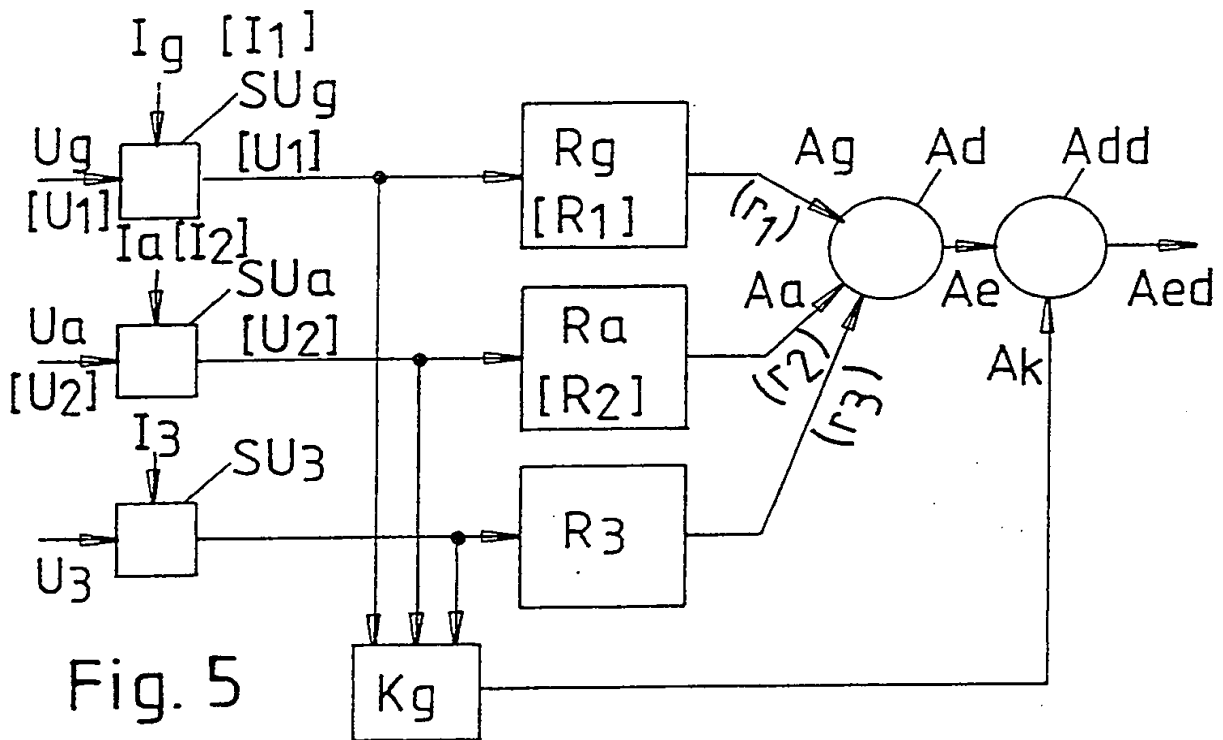 Ig [I1]
SUg
Ug
[U1]
[U1]
Rg
[R1]
Ag
(r1)
Ad
Add
Ia [I2]
SUa
Ua
[U2]
[U2]
Ra
[R2]
Aa
(r2)
Ae
Aed
Ak
(r3)
I3
SU3
U3
R3
Kg
Fig. 5